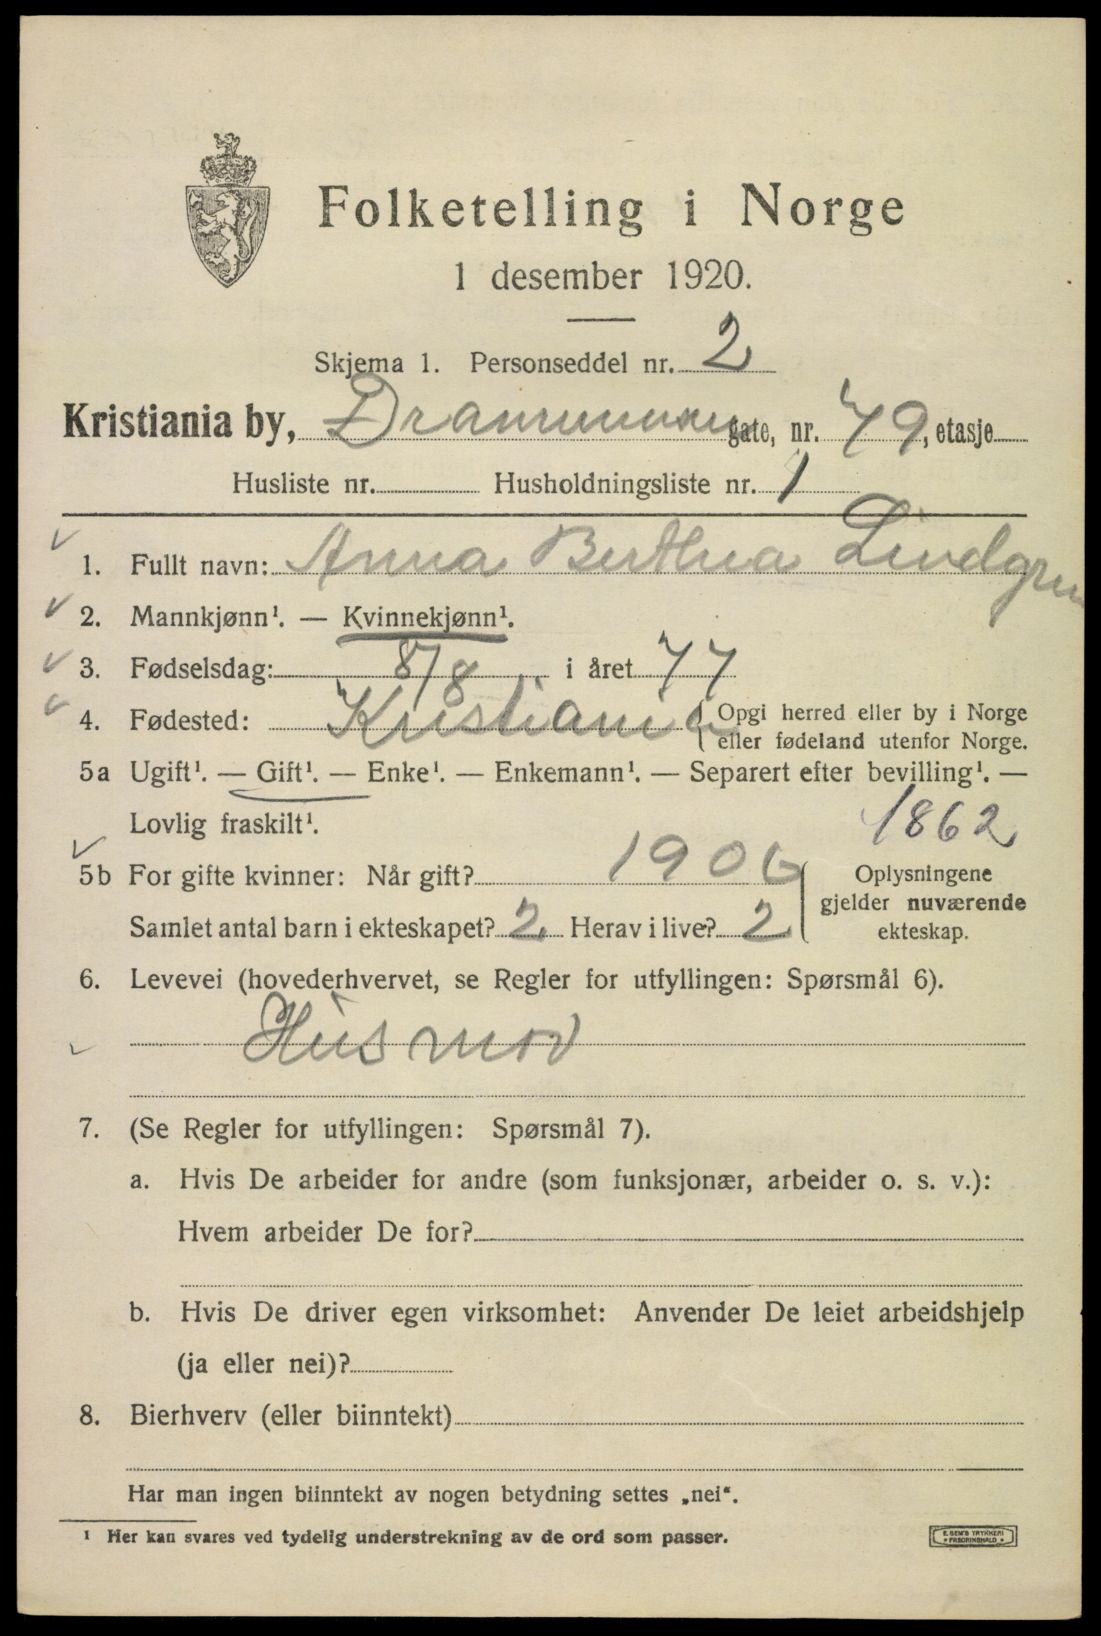 Folketelling i Norge
1 desember 1920.
Skjema 1. Personseddel nr. 2
Kristiania by, Drammensveien gate, nr. 79, etasje
Husliste nr. Husholdningsliste nr. 1
1. Fullt navn: Anna Berthea Lindgren
2. Mannkjønn¹. — Kvinnekjønn¹.
3. Fødselsdag: 8/8 i året 77
4. Fødested: Kristiania Opgi herred eller by i Norge
eller fødeland utenfor Norge.
5a Ugift¹. — Gift¹. — Enke¹. — Enkemann¹. — Separert efter bevilling¹. —
Lovlig fraskilt¹. 1862
5b For gifte kvinner: Når gift? 1906 Oplysningene
gjelder nuværende
Samlet antal barn i ekteskapet? 2 Herav i live? 2 ekteskap.
6. Levevei (hovederhvervet, se Regler for utfyllingen: Spørsmål 6).
Husmor
7. (Se Regler for utfyllingen: Spørsmål 7).
a. Hvis De arbeider for andre (som funksjonær, arbeider o. s. v.):
Hvem arbeider De for?
b. Hvis De driver egen virksomhet: Anvender De leiet arbeidshjelp
(ja eller nei)?
8. Bierhverv (eller biinntekt)
Har man ingen biinntekt av nogen betydning settes „nei“.
¹ Her kan svares ved tydelig understrekning av de ord som passer.
E. SEM'S TRYKKERI
• FREDRIKSHALD •